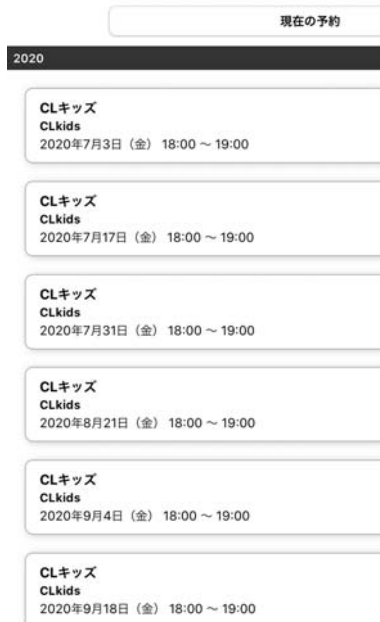 現在の予約
2020
CLキッズ
CLkids
2020年7月3日（金） 18:00 〜 19:00
CLキッズ
CLkids
2020年7月17日（金） 18:00 〜 19:00
CLキッズ
CLkids
2020年7月31日（金） 18:00 〜 19:00
CLキッズ
CLkids
2020年8月21日（金） 18:00 〜 19:00
CLキッズ
CLkids
2020年9月4日（金） 18:00 〜 19:00
CLキッズ
CLkids
2020年9月18日（金） 18:00 〜 19:00